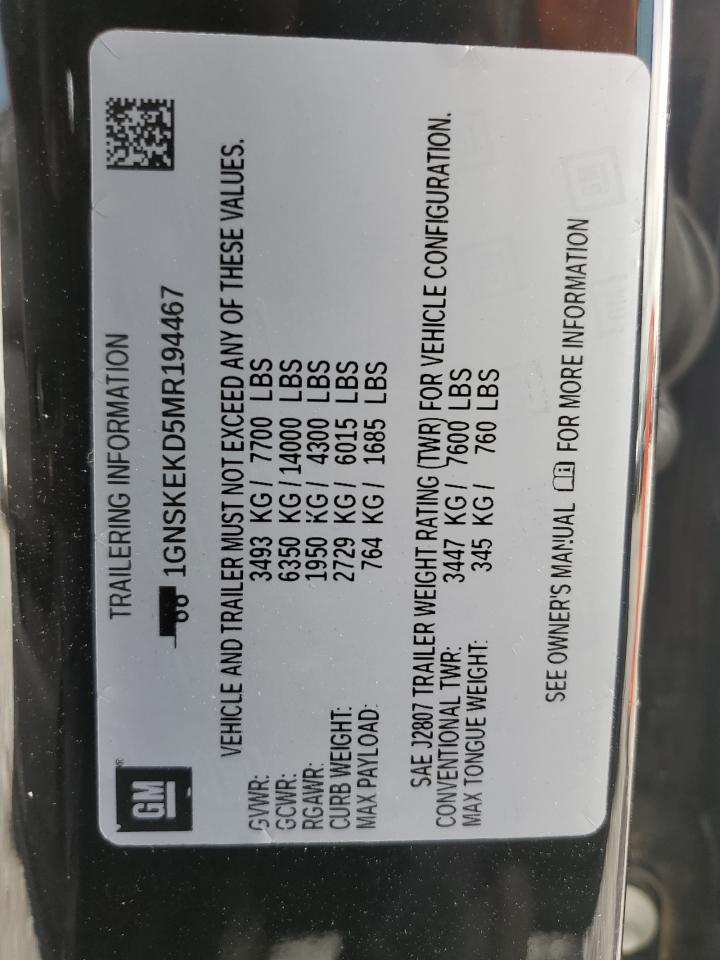 TRAILERING INFORMATION
GM
1GNSKEKD5MR194467
VEHICLE AND TRAILER MUST NOT EXCEED ANY OF THESE VALUES.
GVWR: 3493 KG / 7700 LBS
GCWR: 6350 KG / 14000 LBS
RGAWR: 1950 KG / 4300 LBS
CURB WEIGHT: 2729 KG / 6015 LBS
MAX PAYLOAD: 764 KG / 1685 LBS
SAE J2807 TRAILER WEIGHT RATING (TWR) FOR VEHICLE CONFIGURATION.
CONVENTIONAL TWR: 3447 KG / 7600 LBS
MAX TONGUE WEIGHT: 345 KG / 760 LBS
SEE OWNER'S MANUAL FOR MORE INFORMATION